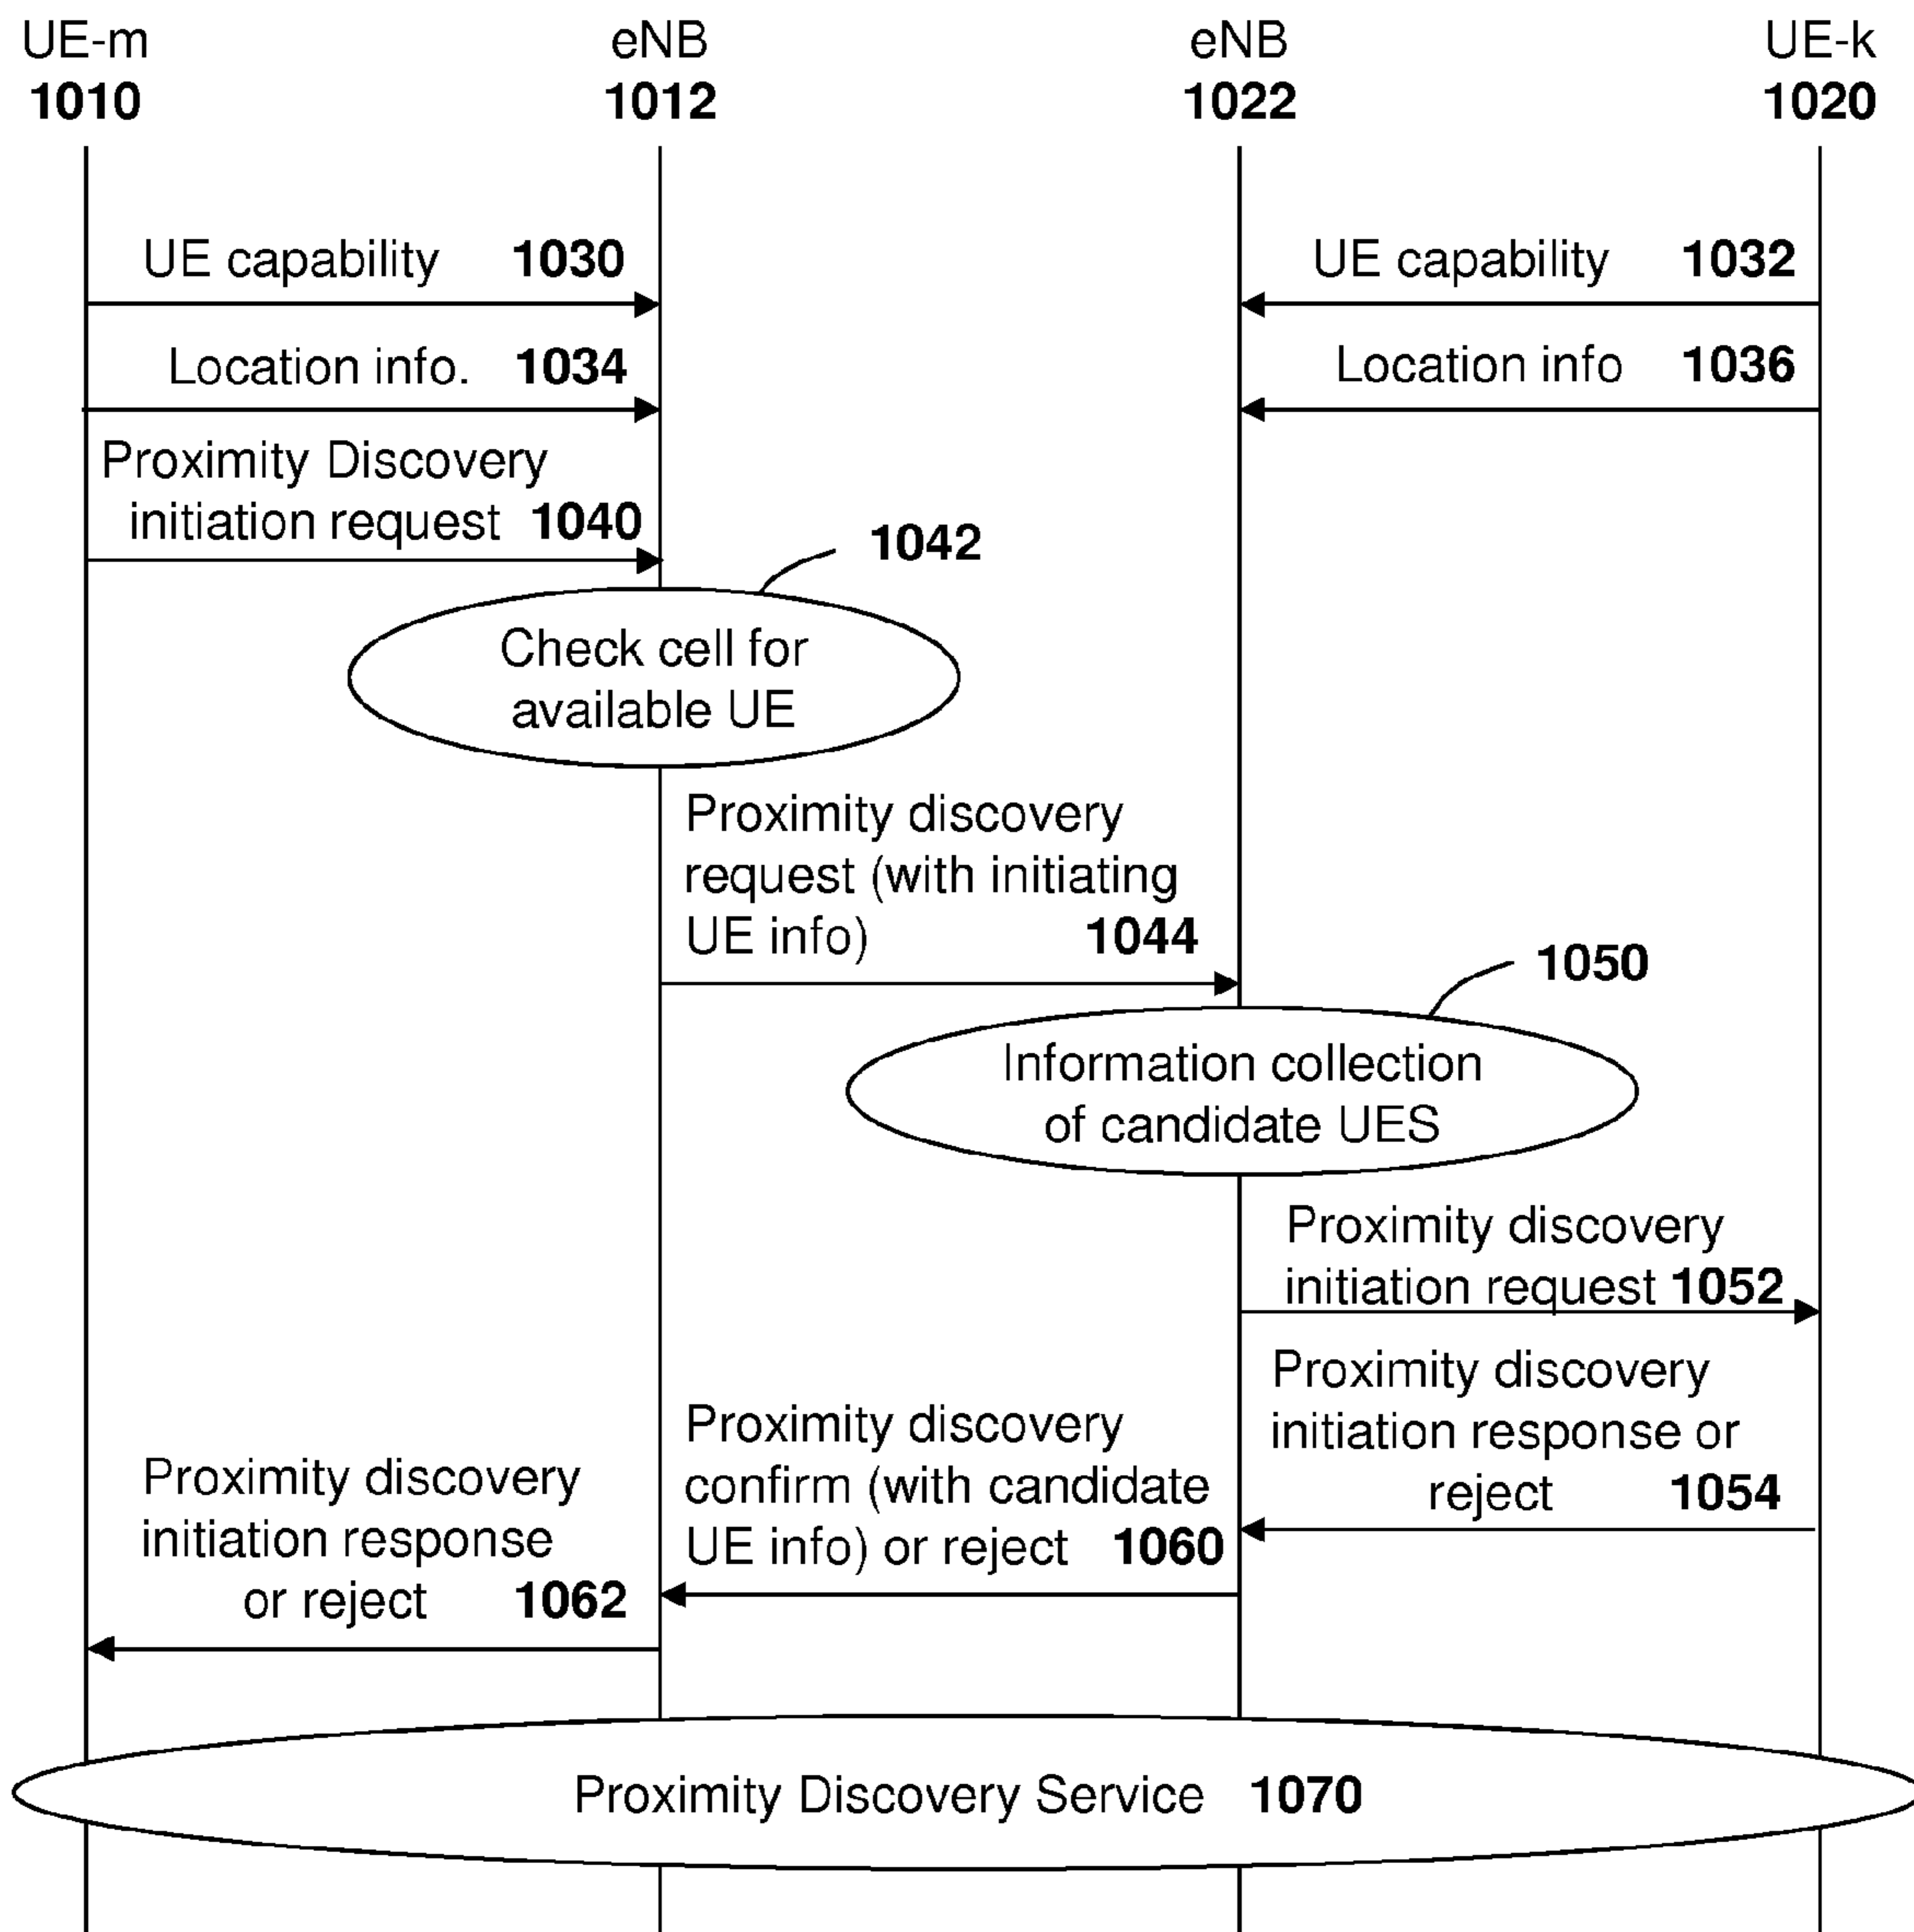 UE-m
1010
eNB
1012
eNB
1022
UE-k
1020
UE capability 1030
UE capability 1032
Location info. 1034
Location info 1036
Proximity Discovery
initiation request 1040
1042
Check cell for
available UE
Proximity discovery
request (with initiating
UE info) 1044
1050
Information collection
of candidate UES
Proximity discovery
initiation request 1052
Proximity discovery
initiation response or
reject 1054
Proximity discovery
confirm (with candidate
UE info) or reject 1060
Proximity discovery
initiation response
or reject 1062
Proximity Discovery Service 1070